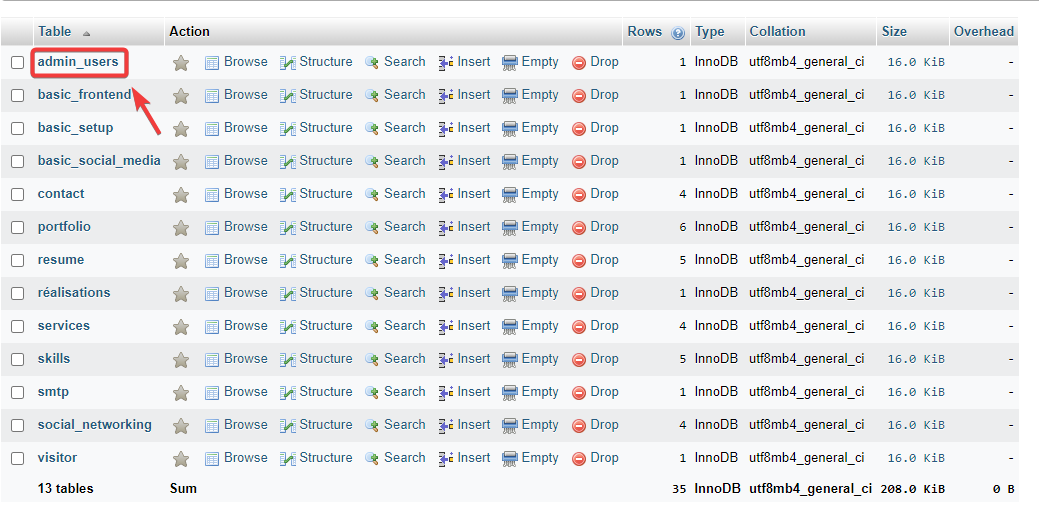 Table Action Rows Type Collation Size Overhead
admin_users Browse Structure Search Insert Empty Drop 1 InnoDB utf8mb4_general_ci 16.0 KiB -
basic_frontend Browse Structure Search Insert Empty Drop 1 InnoDB utf8mb4_general_ci 16.0 KiB -
basic_setup Browse Structure Search Insert Empty Drop 1 InnoDB utf8mb4_general_ci 16.0 KiB -
basic_social_media Browse Structure Search Insert Empty Drop 1 InnoDB utf8mb4_general_ci 16.0 KiB -
contact Browse Structure Search Insert Empty Drop 4 InnoDB utf8mb4_general_ci 16.0 KiB -
portfolio Browse Structure Search Insert Empty Drop 6 InnoDB utf8mb4_general_ci 16.0 KiB -
resume Browse Structure Search Insert Empty Drop 5 InnoDB utf8mb4_general_ci 16.0 KiB -
réalisations Browse Structure Search Insert Empty Drop 1 InnoDB utf8mb4_general_ci 16.0 KiB -
services Browse Structure Search Insert Empty Drop 4 InnoDB utf8mb4_general_ci 16.0 KiB -
skills Browse Structure Search Insert Empty Drop 5 InnoDB utf8mb4_general_ci 16.0 KiB -
smtp Browse Structure Search Insert Empty Drop 1 InnoDB utf8mb4_general_ci 16.0 KiB -
social_networking Browse Structure Search Insert Empty Drop 4 InnoDB utf8mb4_general_ci 16.0 KiB -
visitor Browse Structure Search Insert Empty Drop 1 InnoDB utf8mb4_general_ci 16.0 KiB -
13 tables Sum 35 InnoDB utf8mb4_general_ci 208.0 KiB 0 B